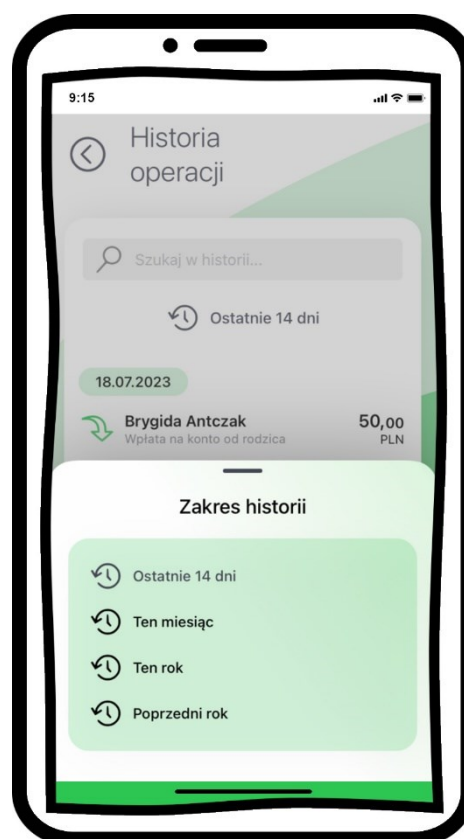 9:15
Historia
operacji
Szukaj w historii...
Ostatnie 14 dni
18.07.2023
Brygida Antczak 50,00
Wpłata na konto od rodzica PLN
Zakres historii
Ostatnie 14 dni
Ten miesiąc
Ten rok
Poprzedni rok